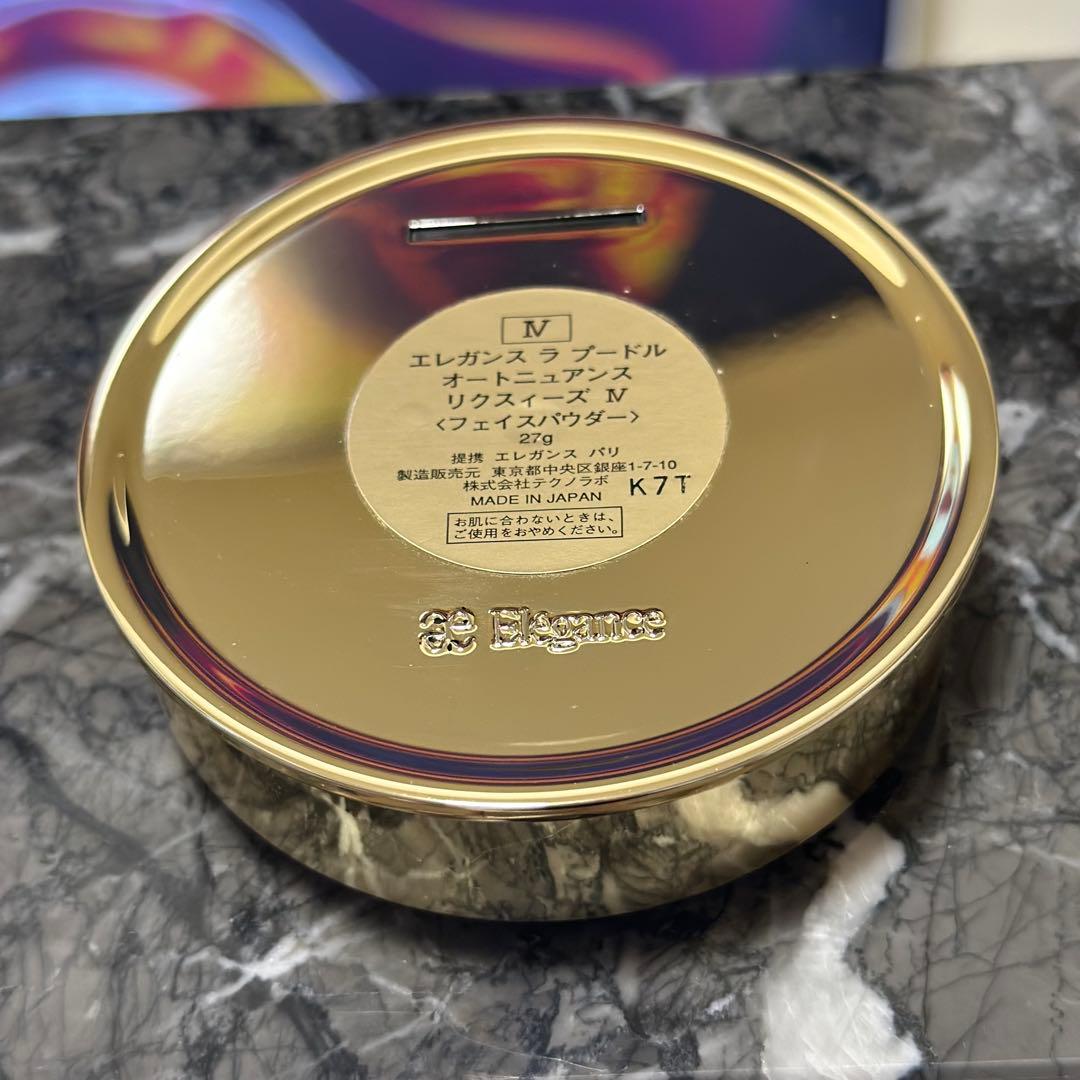 Ⅳ
エレガンス ラ プードル
オートニュアンス
リクスィーズ Ⅳ
〈フェイスパウダー〉
27g
提携 エレガンス パリ
製造販売元 東京都中央区銀座1-7-10
株式会社テクノラボ
K7T
MADE IN JAPAN
お肌に合わないときは、
ご使用をおやめください。
æ Elegance